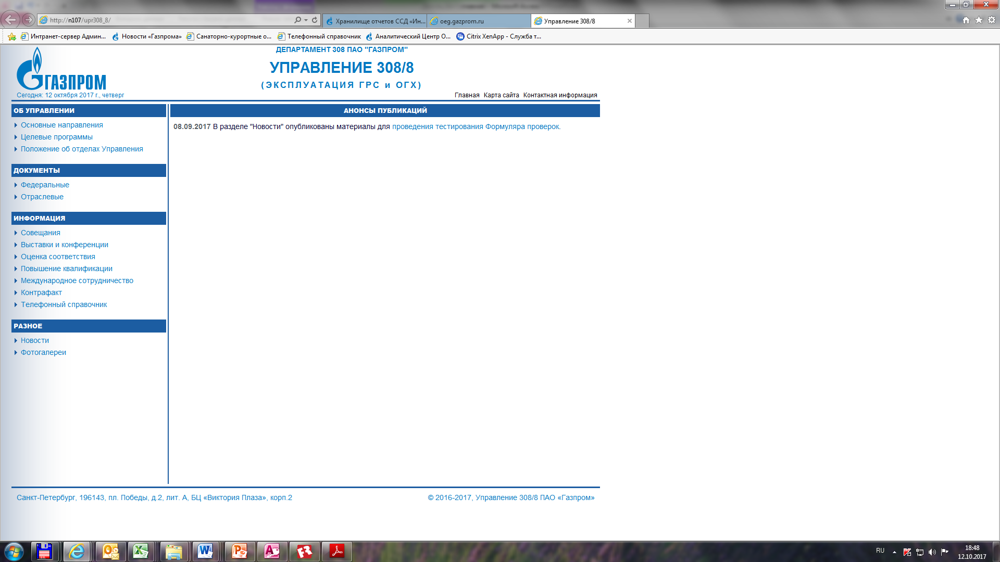 http://n107/upr308_8/
Хранилище отчетов ССД «Ин...
oeg.gazprom.ru
Управление 308/8
Интранет-сервер Админ...
Новости «Газпрома»
Санаторно-курортные о...
Телефонный справочник
Аналитический Центр О...
Citrix XenApp - Служба т...
ГАЗПРОМ
ДЕПАРТАМЕНТ 308 ПАО "ГАЗПРОМ"
УПРАВЛЕНИЕ 308/8
(ЭКСПЛУАТАЦИЯ ГРС и ОГХ)
Сегодня: 12 октября 2017 г., четверг
Главная Карта сайта Контактная информация
ОБ УПРАВЛЕНИИ
Основные направления
Целевые программы
Положение об отделах Управления
ДОКУМЕНТЫ
Федеральные
Отраслевые
ИНФОРМАЦИЯ
Совещания
Выставки и конференции
Оценка соответствия
Повышение квалификации
Международное сотрудничество
Контрафакт
Телефонный справочник
РАЗНОЕ
Новости
Фотогалереи
АНОНСЫ ПУБЛИКАЦИЙ
08.09.2017 В разделе "Новости" опубликованы материалы для проведения тестирования Формуляра проверок.
Санкт-Петербург, 196143, пл. Победы, д.2, лит. А, БЦ «Виктория Плаза», корп.2
© 2016-2017, Управление 308/8 ПАО «Газпром»
RU
18:48
12.10.2017